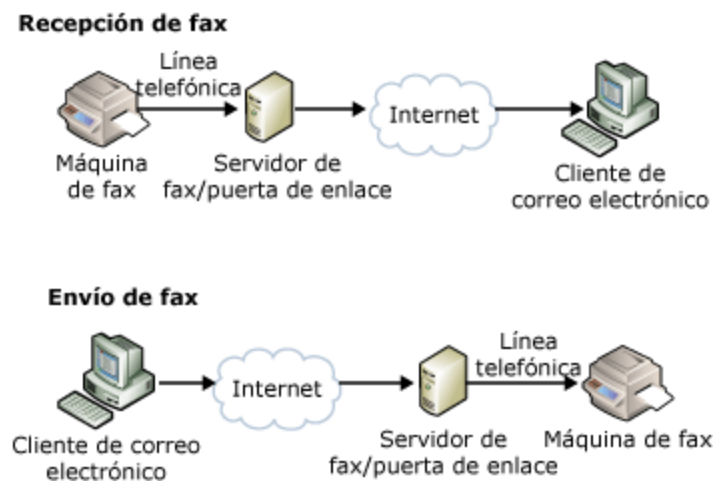 Recepción de fax
Línea
telefónica
Internet
Máquina
de fax
Servidor de
fax/puerta de enlace
Cliente de
correo electrónico
Envío de fax
Línea
telefónica
Internet
Cliente de correo
electrónico
Servidor de
fax/puerta de enlace
Máquina de fax